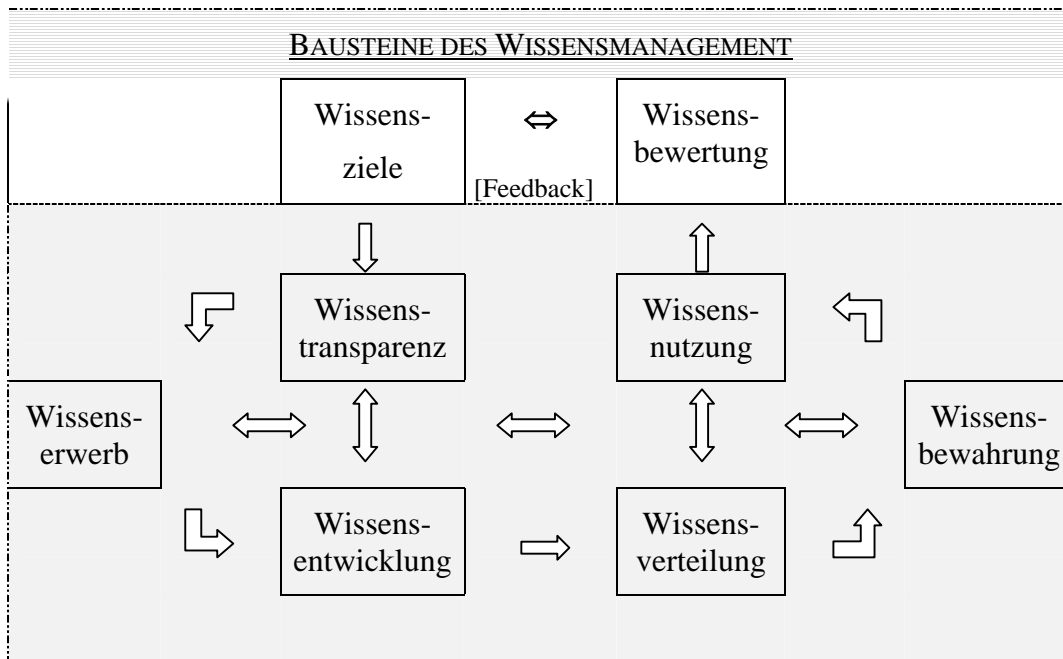 BAUSTEINE DES WISSENSMANAGEMENT
Wissens-
ziele
[Feedback]
Wissens-
bewertung
Wissens-
transparenz
Wissens-
nutzung
Wissens-
erwerb
Wissens-
bewahrung
Wissens-
entwicklung
Wissens-
verteilung